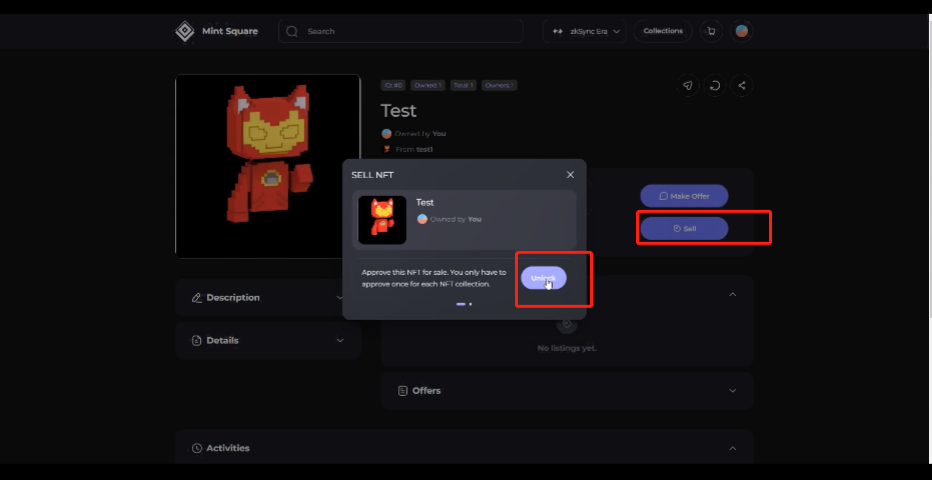 Mint Square
Search
zkSync Era
Collections
ID #0 Owned 1 Total 1 Owners 1
Test
Owned by You
From test1
SELL NFT
Make Offer
Test
Owned by You
Sell
Approve this NFT for sale. You only have to
approve once for each NFT collection.
Unlock
Description
Details
No listings yet.
Offers
Activities